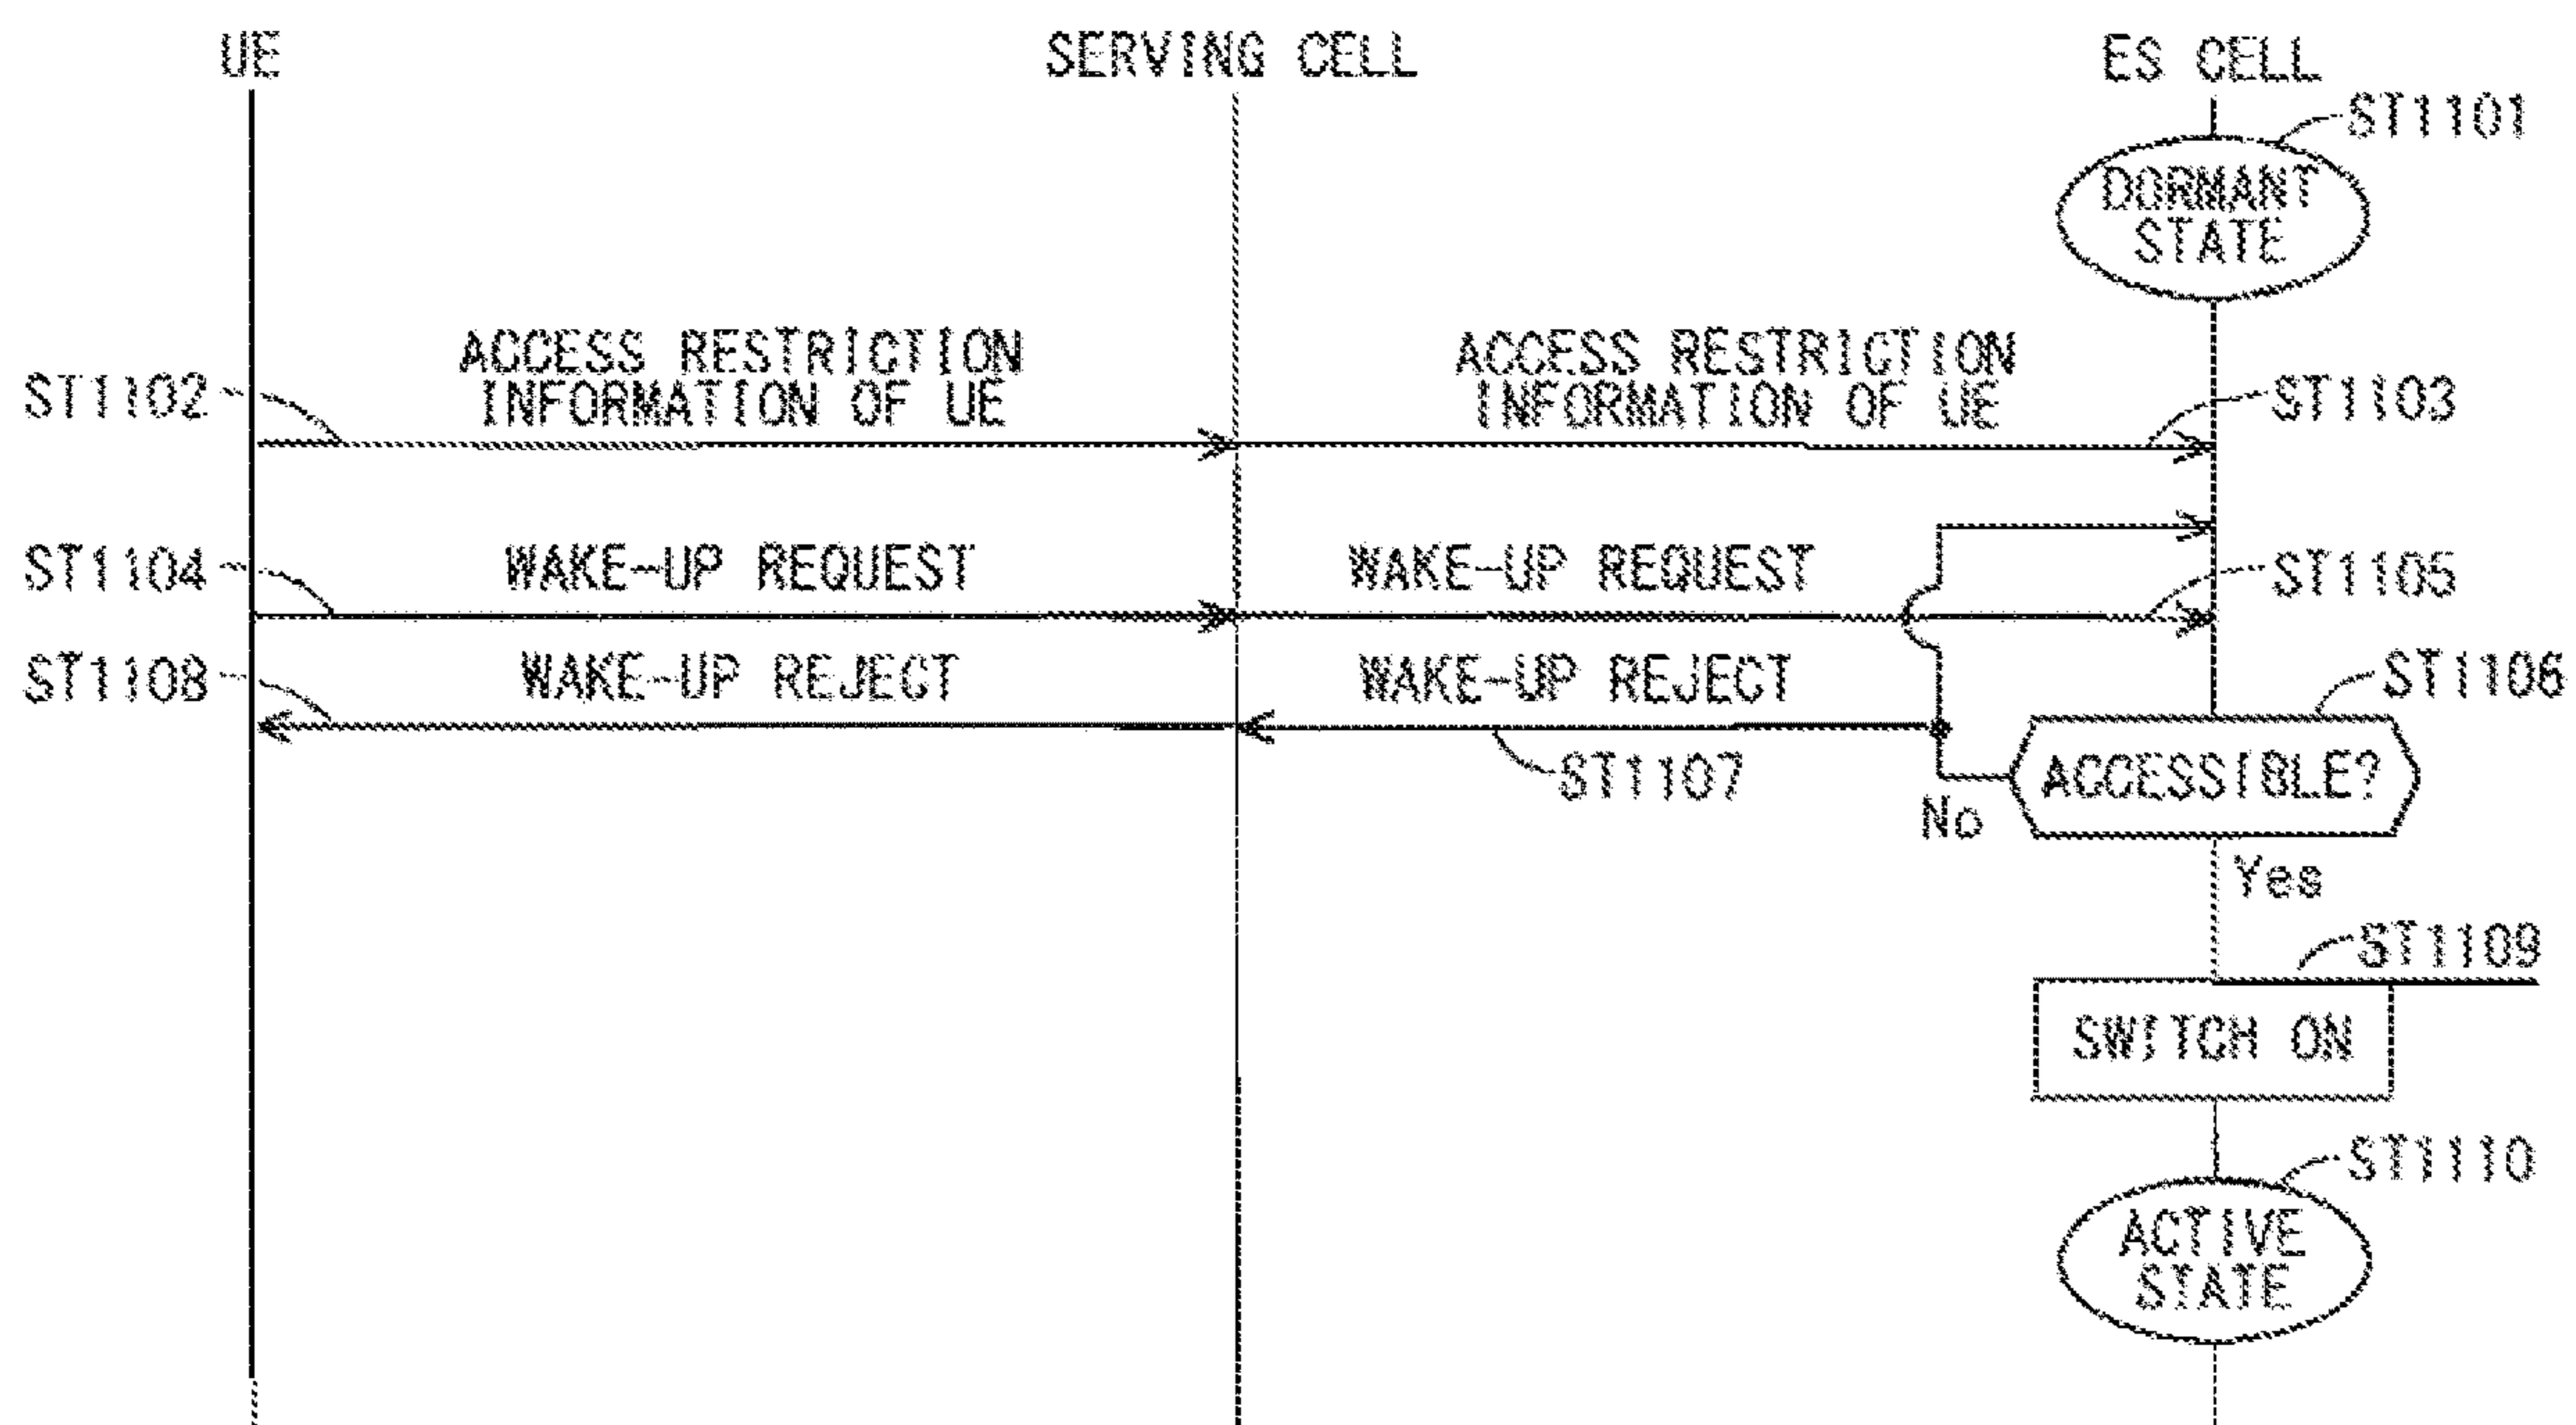 UE
SERVING CELL
ES CELL
ST1101
DORMANT
STATE
ACCESS RESTRICTION
INFORMATION OF UE
ACCESS RESTRICTION
INFORMATION OF UE
ST1102
ST1103
ST1104
WAKE-UP REQUEST
WAKE-UP REQUEST
ST1105
ST1108
WAKE-UP REJECT
WAKE-UP REJECT
ST1106
ST1107
ACCESSIBLE?
No
Yes
ST1109
SWITCH ON
ST1110
ACTIVE
STATE